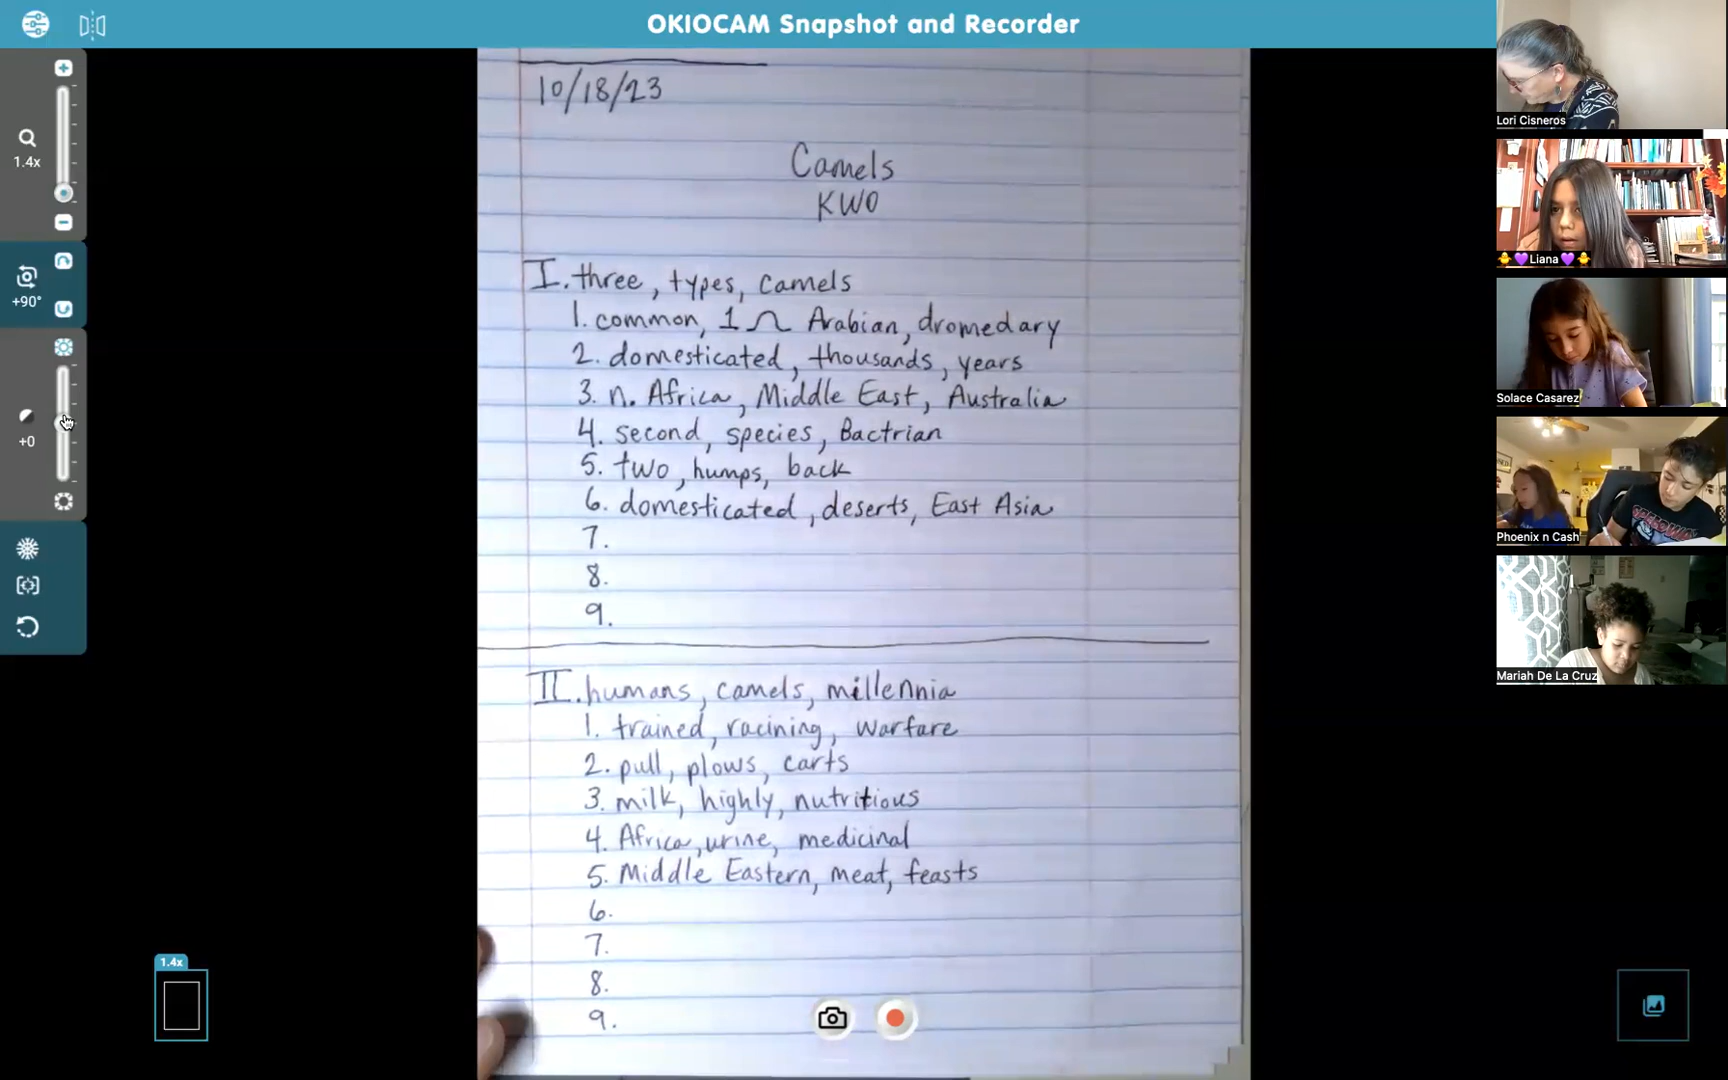 OKIOCAM Snapshot and Recorder
1.4x
+90°
+0
10/18/23
Camels
KWO
I. three, types, camels
1. common, 1 Arabian, dromedary
2. domesticated, thousands, years
3. n. Africa, Middle East, Australia
4. second, species, Bactrian
5. two, humps, back
6. domesticated, deserts, East Asia
7.
8.
9.
II. humans, camels, millennia
1. trained, racining, warfare
2. pull, plows, carts
3. milk, highly, nutritious
4. Africa, urine, medicinal
5. Middle Eastern, meat, feasts
6.
7.
8.
9.
1.4x
Lori Cisneros
🐥💜Liana💜🐥
Solace Casarez
Phoenix n Cash
Mariah De La Cruz